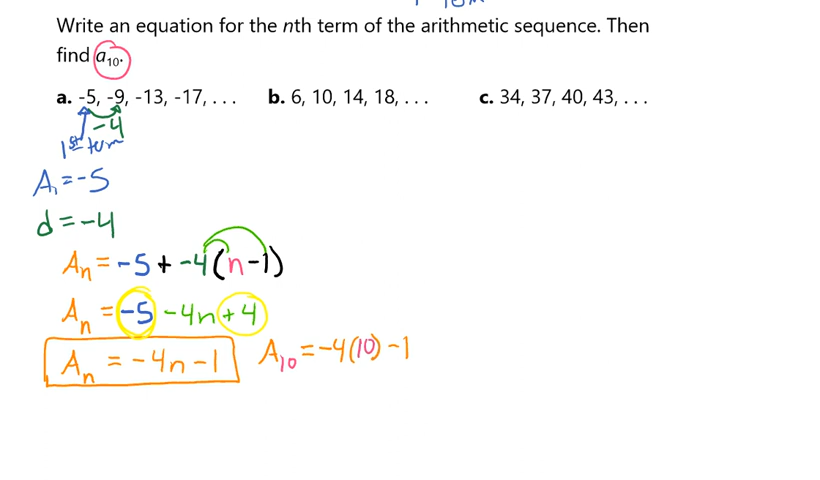 Write an equation for the nth term of the arithmetic sequence. Then
find a10.
a. -5, -9, -13, -17, . . .   b. 6, 10, 14, 18, . . .   c. 34, 37, 40, 43, . . .
-4
1st term
A1 = -5
d = -4
An = -5 + -4(n-1)
An = -5 -4n +4
An = -4n -1   A10 = -4(10) -1